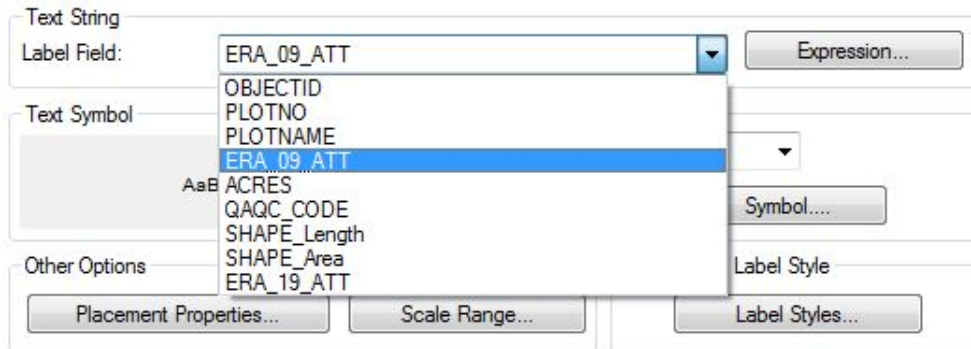 Text String
Label Field: ERA_09_ATT Expression...
OBJECTID
PLOTNO
Text Symbol
PLOTNAME
ERA_09_ATT
AaB ACRES
QAQC_CODE Symbol....
SHAPE_Length
SHAPE_Area
Other Options Label Style
ERA_19_ATT
Placement Properties... Scale Range... Label Styles...